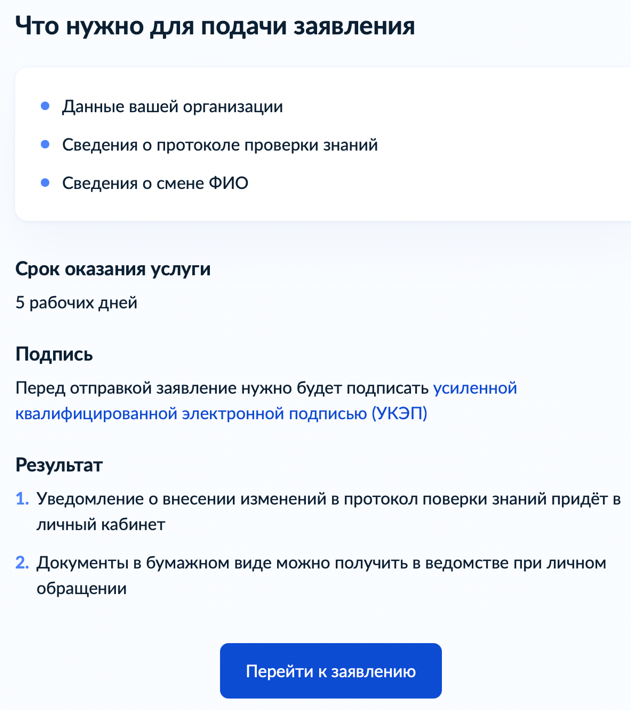 Что нужно для подачи заявления
Данные вашей организации
Сведения о протоколе проверки знаний
Сведения о смене ФИО
Срок оказания услуги
5 рабочих дней
Подпись
Перед отправкой заявление нужно будет подписать усиленной
квалифицированной электронной подписью (УКЭП)
Результат
1. Уведомление о внесении изменений в протокол поверки знаний придёт в
личный кабинет
2. Документы в бумажном виде можно получить в ведомстве при личном
обращении
Перейти к заявлению